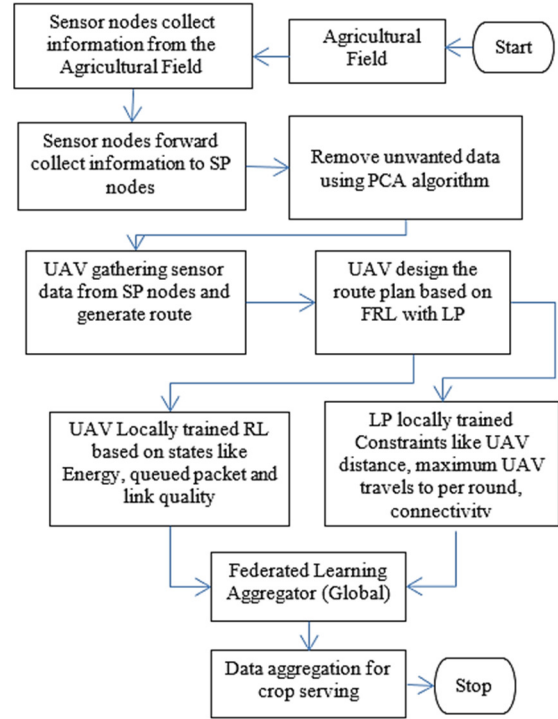 Start
Agricultural
Field
Sensor nodes collect
information from the
Agricultural Field
Sensor nodes forward
collect information to SP
nodes
Remove unwanted data
using PCA algorithm
UAV gathering sensor
data from SP nodes and
generate route
UAV design the
route plan based on
FRL with LP
UAV Locally trained RL
based on states like
Energy, queued packet and
link quality
LP locally trained
Constraints like UAV
distance, maximum UAV
travels to per round,
connectivity
Federated Learning
Aggregator (Global)
Data aggregation for
crop serving
Stop